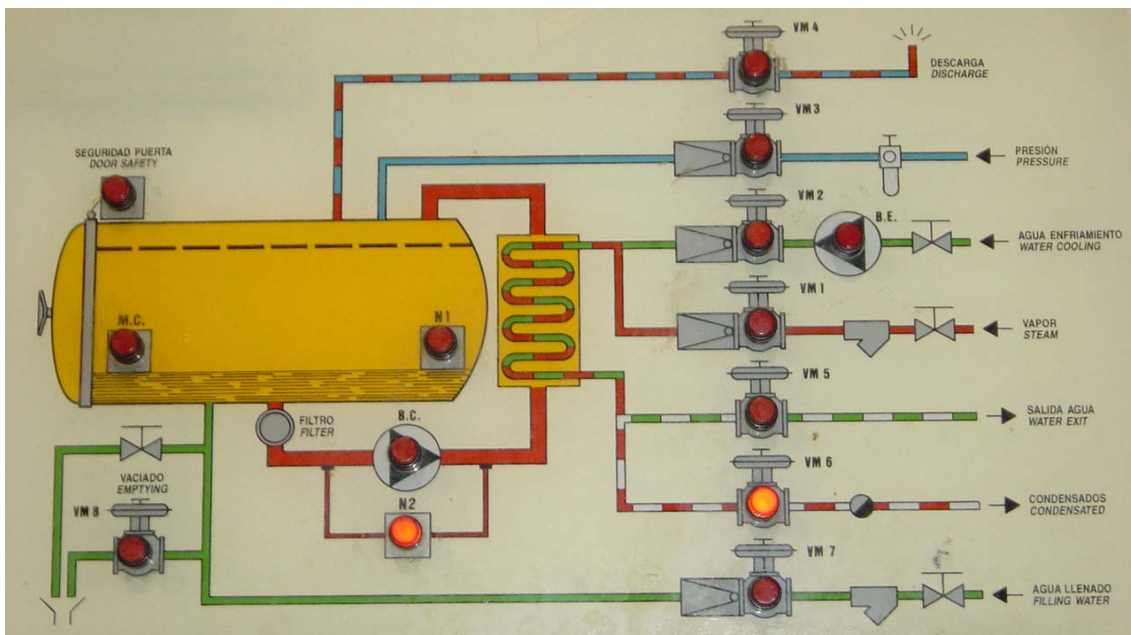 VM 4
DESCARGA
DISCHARGE
VM 3
PRESIÓN
PRESSURE
SEGURIDAD PUERTA
DOOR SAFETY
VM 2
B.E.
AGUA ENFRIAMIENTO
WATER COOLING
VM 1
M.C.
N1
VAPOR
STEAM
VM 5
FILTRO
FILTER
B.C.
SALIDA AGUA
WATER EXIT
VM 6
VACIADO
EMPTYING
N2
CONDENSADOS
CONDENSATED
VM 8
VM 7
AGUA LLENADO
FILLING WATER